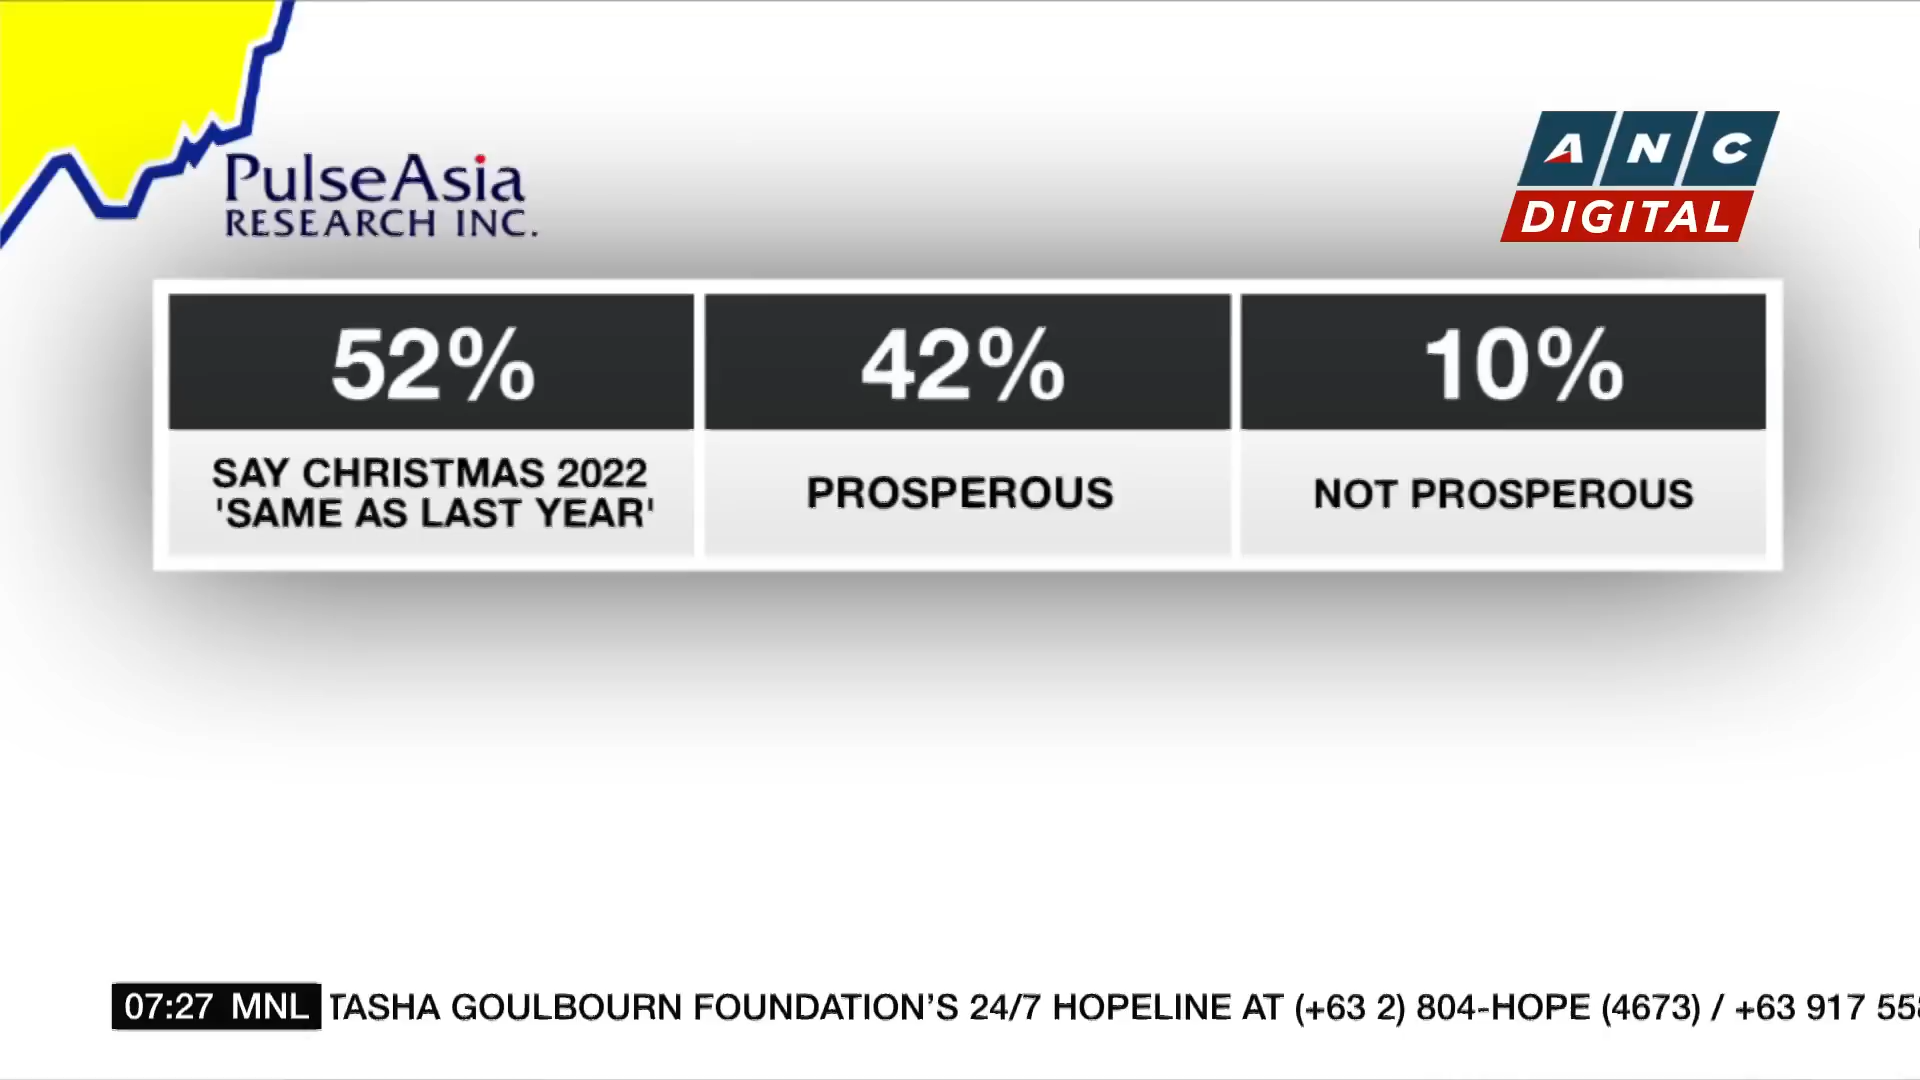 PulseAsia
RESEARCH INC.
ANC
DIGITAL
52%
SAY CHRISTMAS 2022
'SAME AS LAST YEAR'
42%
PROSPEROUS
10%
NOT PROSPEROUS
07:27 MNL TASHA GOULBOURN FOUNDATION’S 24/7 HOPELINE AT (+63 2) 804-HOPE (4673) / +63 917 55